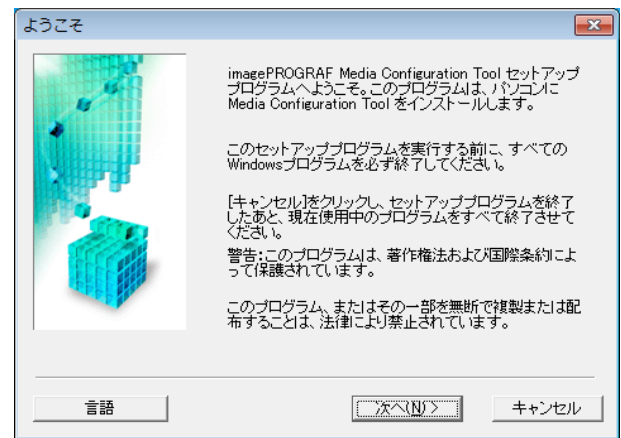 ようこそ
imagePROGRAF Media Configuration Tool セットアップ
プログラムへようこそ。このプログラムは、パソコンに
Media Configuration Tool をインストールします。
このセットアッププログラムを実行する前に、すべての
Windowsプログラムを必ず終了してください。
[キャンセル]をクリックし、セットアッププログラムを終了
したあと、現在使用中のプログラムをすべて終了させて
ください。
警告:このプログラムは、著作権法および国際条約によ
って保護されています。
このプログラム、またはその一部を無断で複製または配
布することは、法律により禁止されています。
言語
次へ(N) >
キャンセル